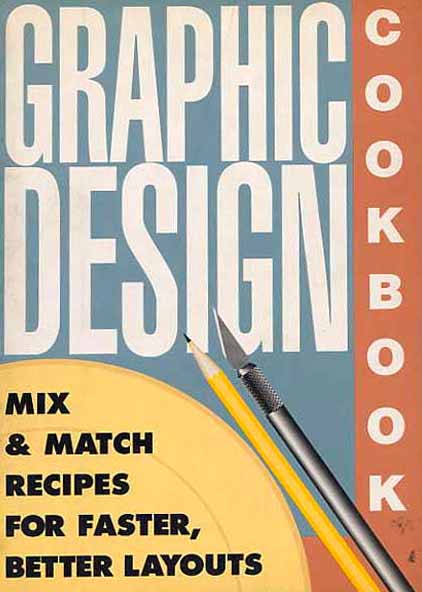 GRAPHIC
DESIGN
COOKBOOK
MIX
& MATCH
RECIPES
FOR FASTER,
BETTER LAYOUTS